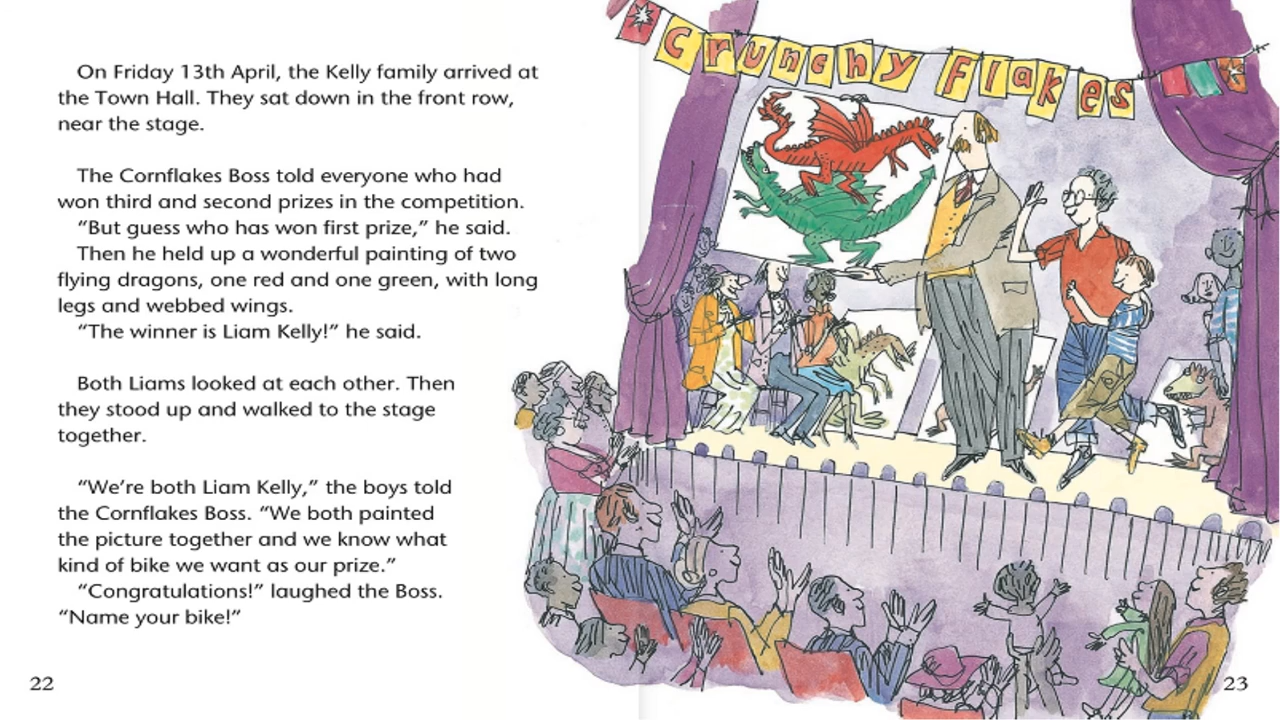 On Friday 13th April, the Kelly family arrived at
the Town Hall. They sat down in the front row,
near the stage.
The Cornflakes Boss told everyone who had
won third and second prizes in the competition.
“But guess who has won first prize,” he said.
Then he held up a wonderful painting of two
flying dragons, one red and one green, with long
legs and webbed wings.
“The winner is Liam Kelly!” he said.
Both Liams looked at each other. Then
they stood up and walked to the stage
together.
“We’re both Liam Kelly,” the boys told
the Cornflakes Boss. “We both painted
the picture together and we know what
kind of bike we want as our prize.”
“Congratulations!” laughed the Boss.
“Name your bike!”
22
Crunchy Flakes
23